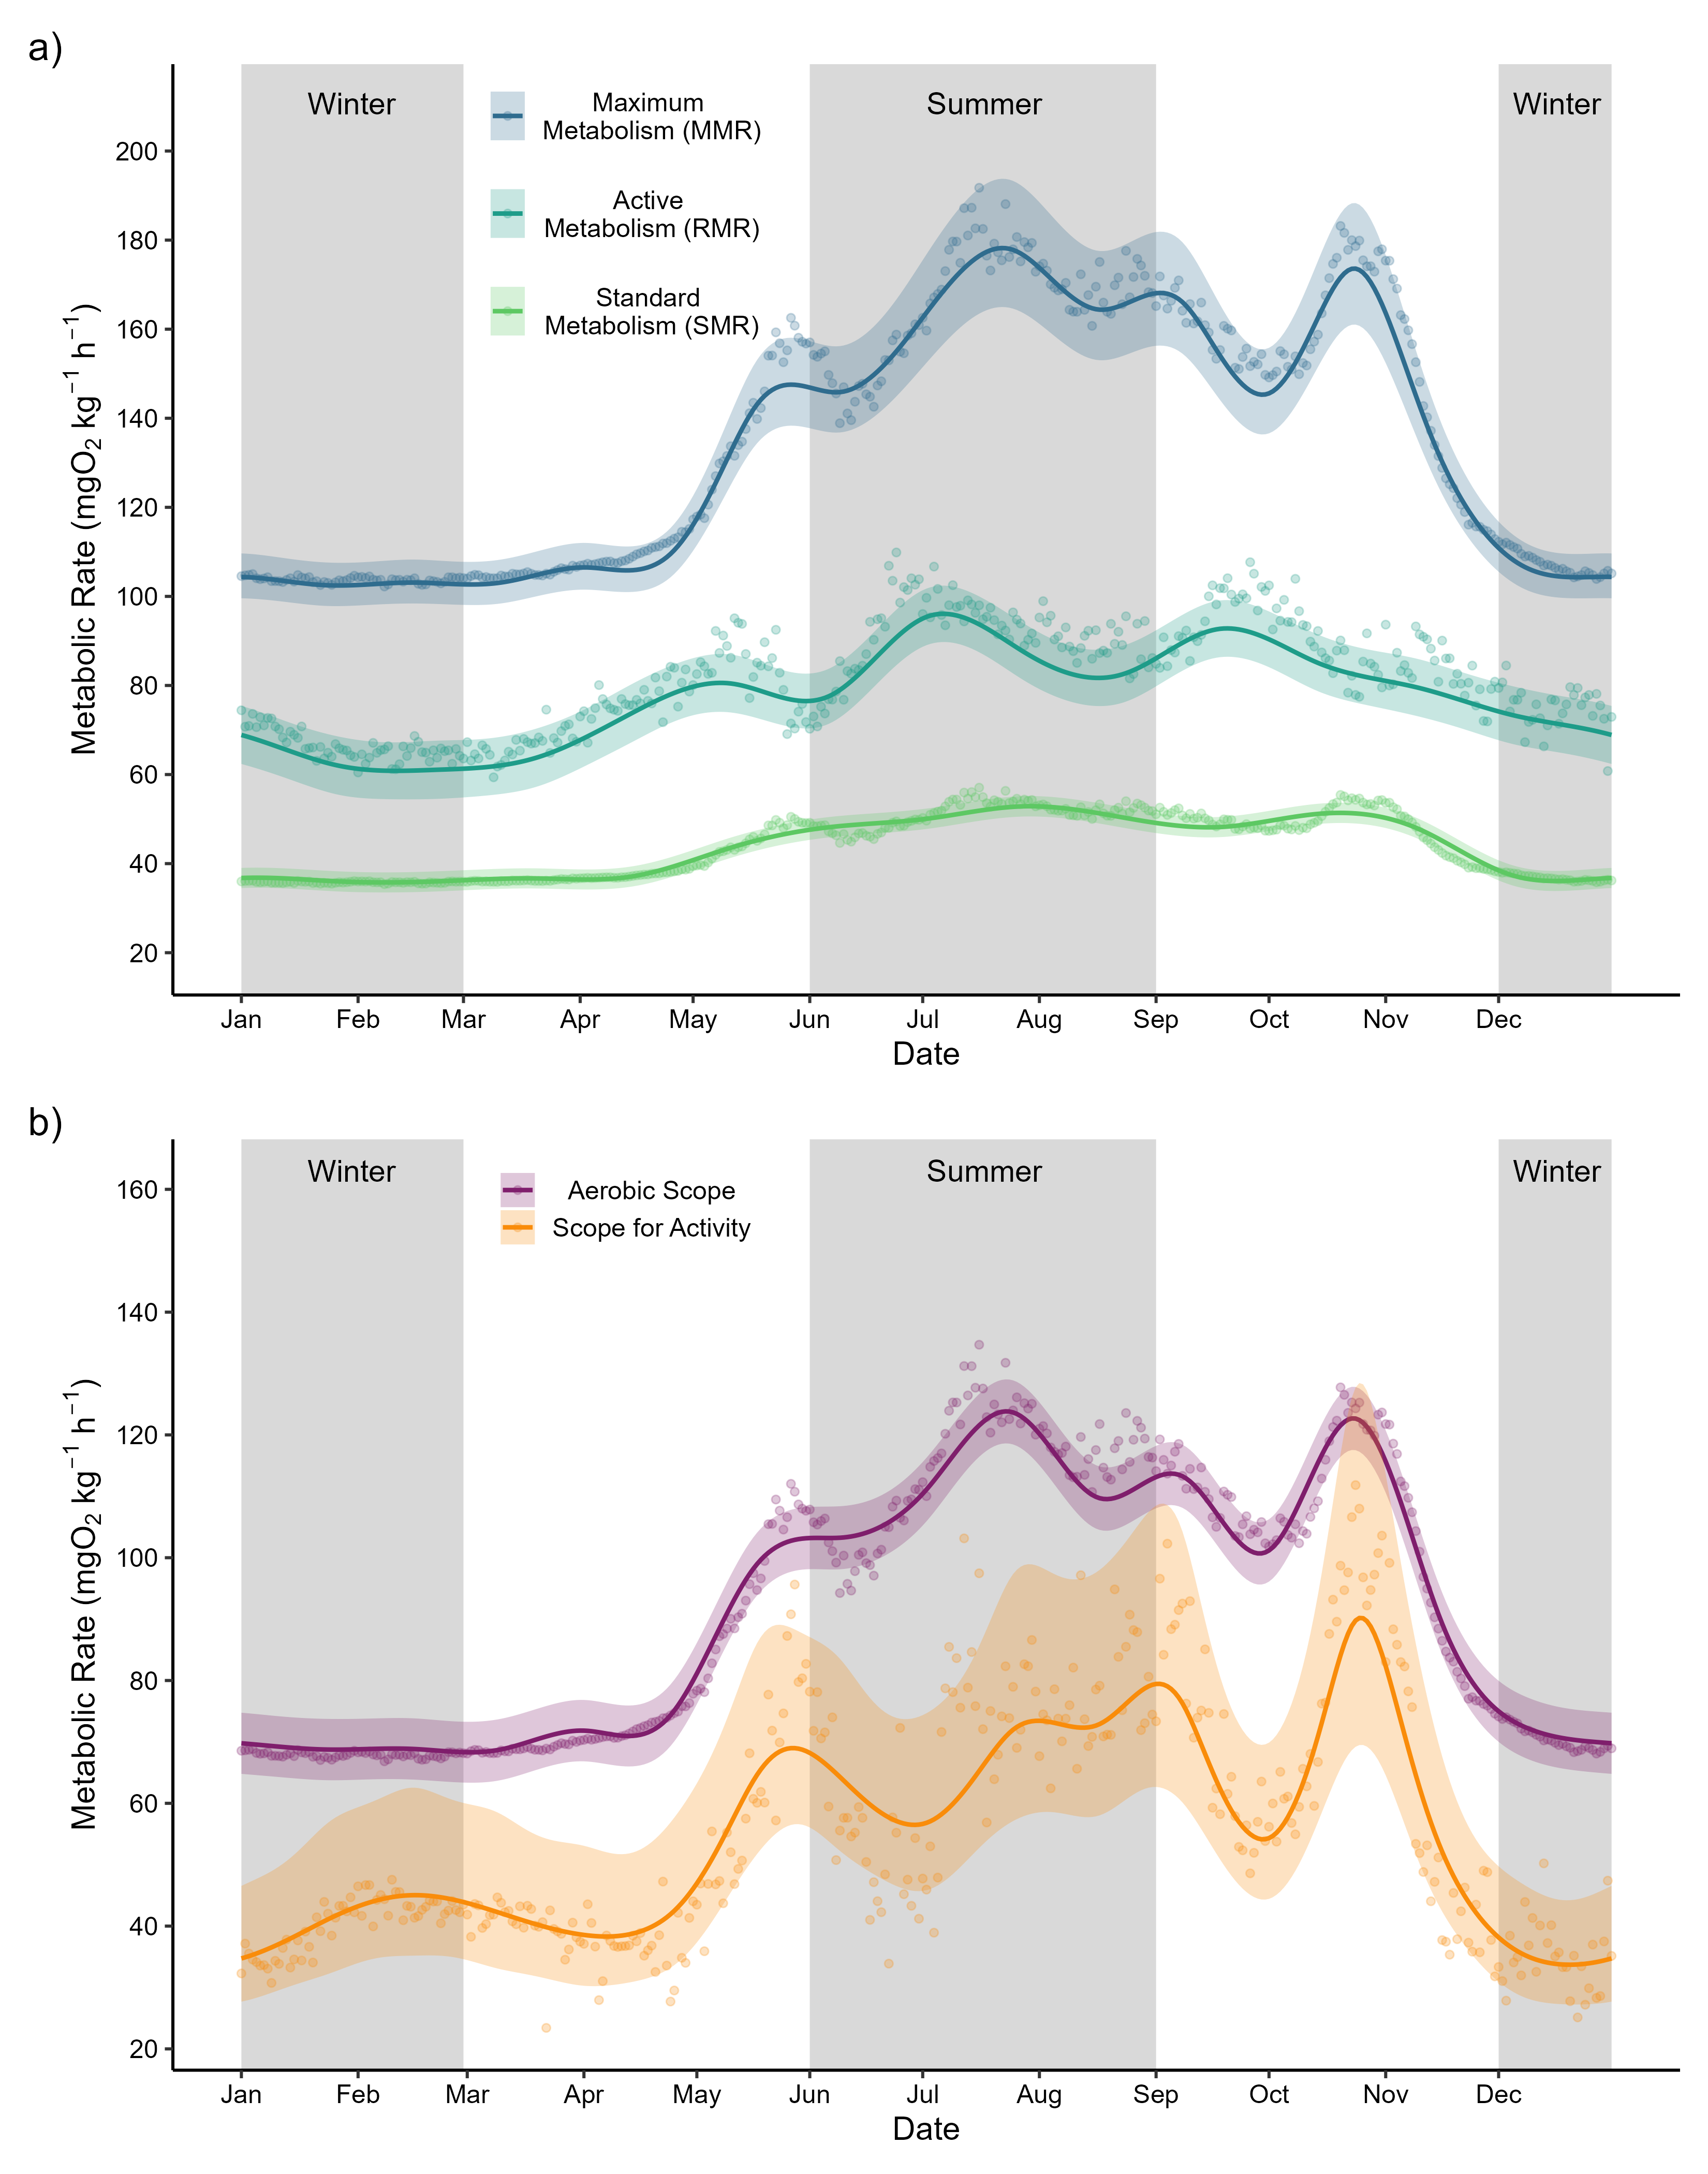 a)
Winter
Summer
Winter
Maximum
Metabolism (MMR)
Active
Metabolism (RMR)
Standard
Metabolism (SMR)
Metabolic Rate (mgO₂ kg⁻¹ h⁻¹)
200
180
160
140
120
100
80
60
40
20
Jan Feb Mar Apr May Jun Jul Aug Sep Oct Nov Dec
Date
b)
Winter
Summer
Winter
Aerobic Scope
Scope for Activity
Metabolic Rate (mgO₂ kg⁻¹ h⁻¹)
160
140
120
100
80
60
40
20
Jan Feb Mar Apr May Jun Jul Aug Sep Oct Nov Dec
Date